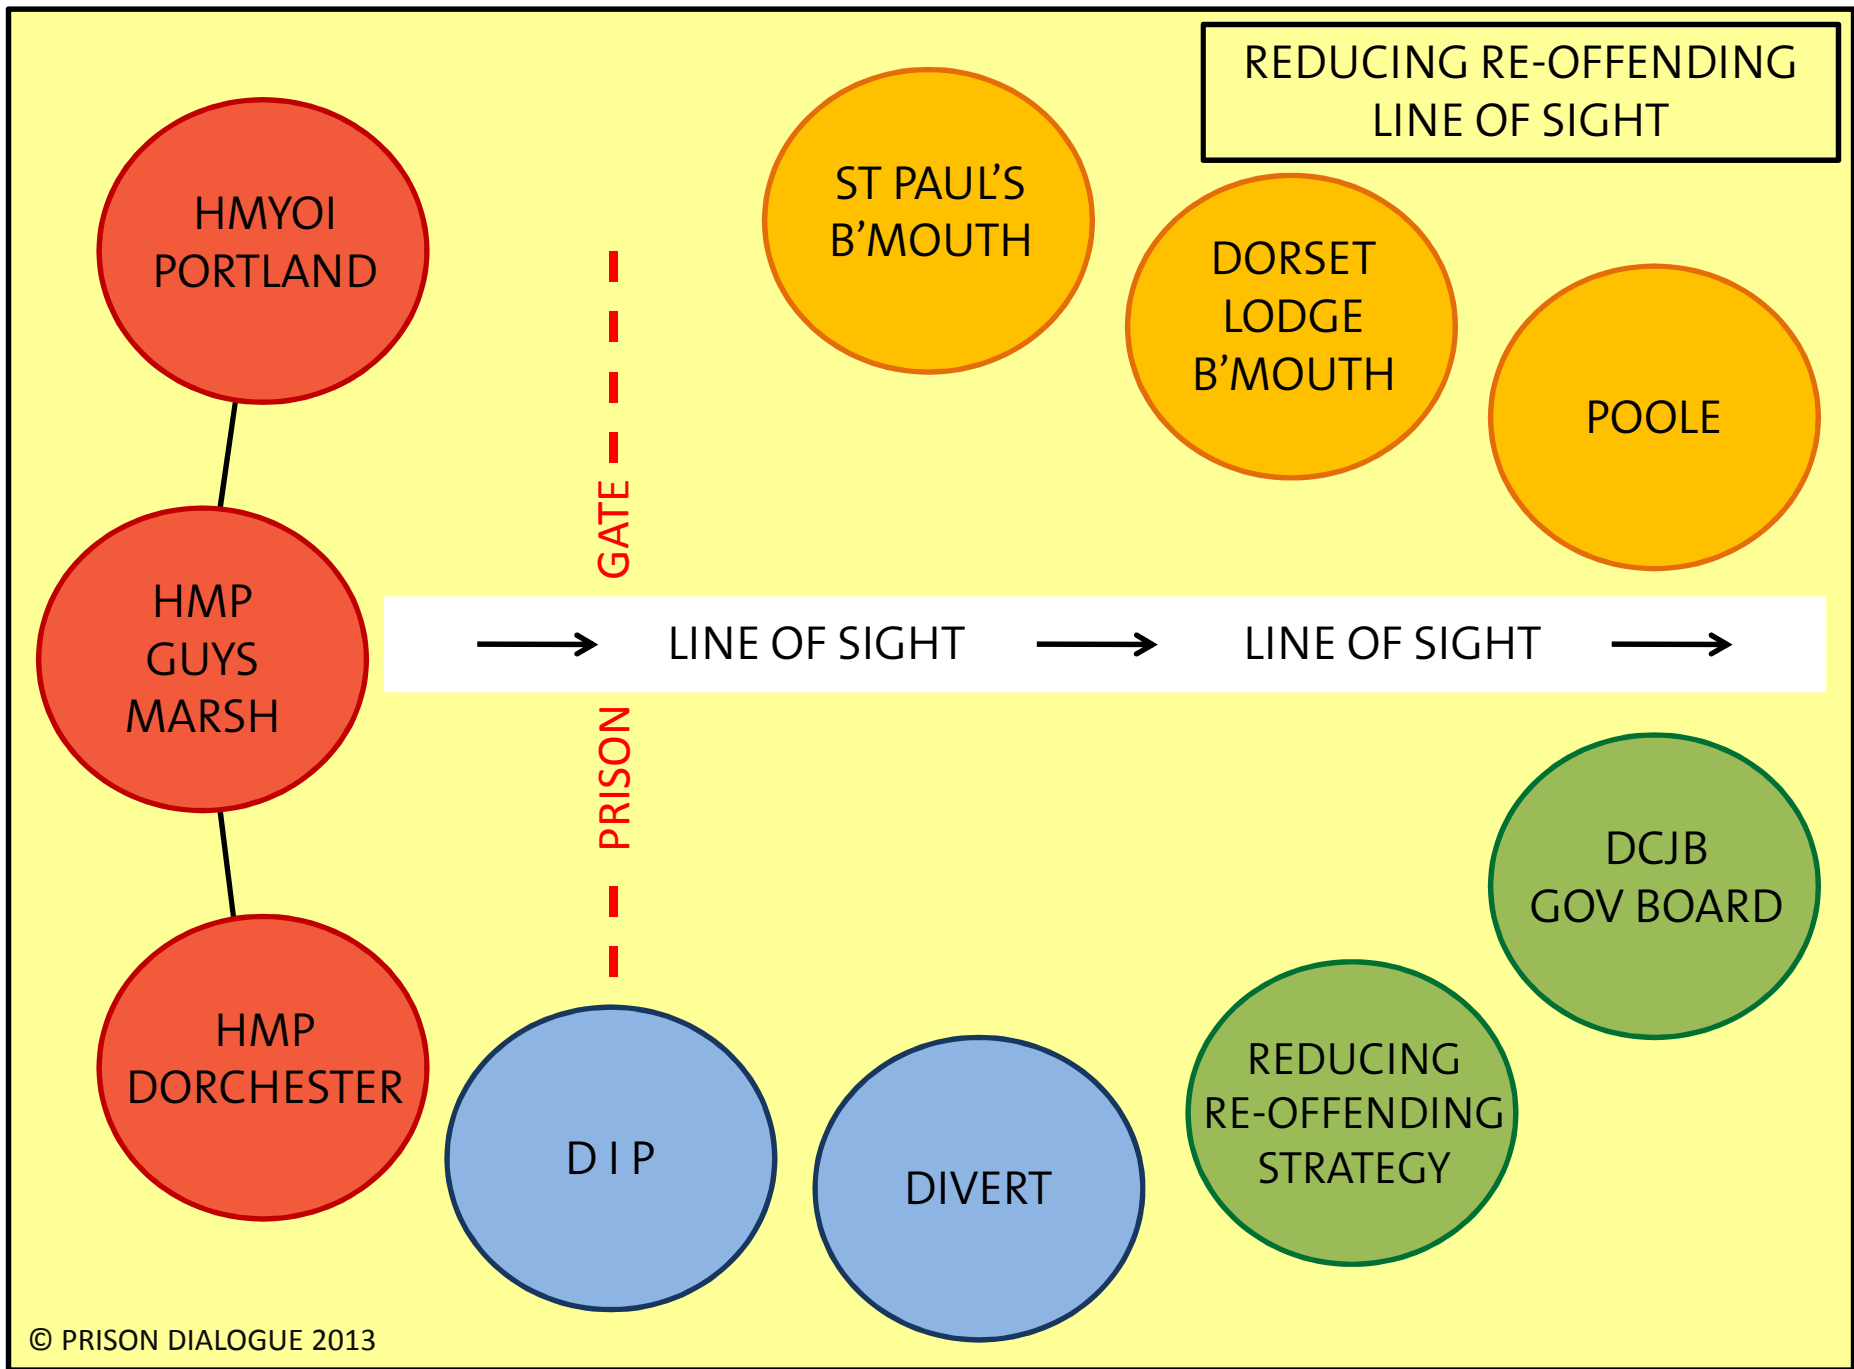 REDUCING RE-OFFENDING
LINE OF SIGHT
HMYOI
PORTLAND
ST PAUL’S
B’MOUTH
DORSET
LODGE
B’MOUTH
POOLE
HMP
GUYS
MARSH
PRISON GATE
LINE OF SIGHT
LINE OF SIGHT
DCJB
GOV BOARD
HMP
DORCHESTER
D I P
DIVERT
REDUCING
RE-OFFENDING
STRATEGY
© PRISON DIALOGUE 2013